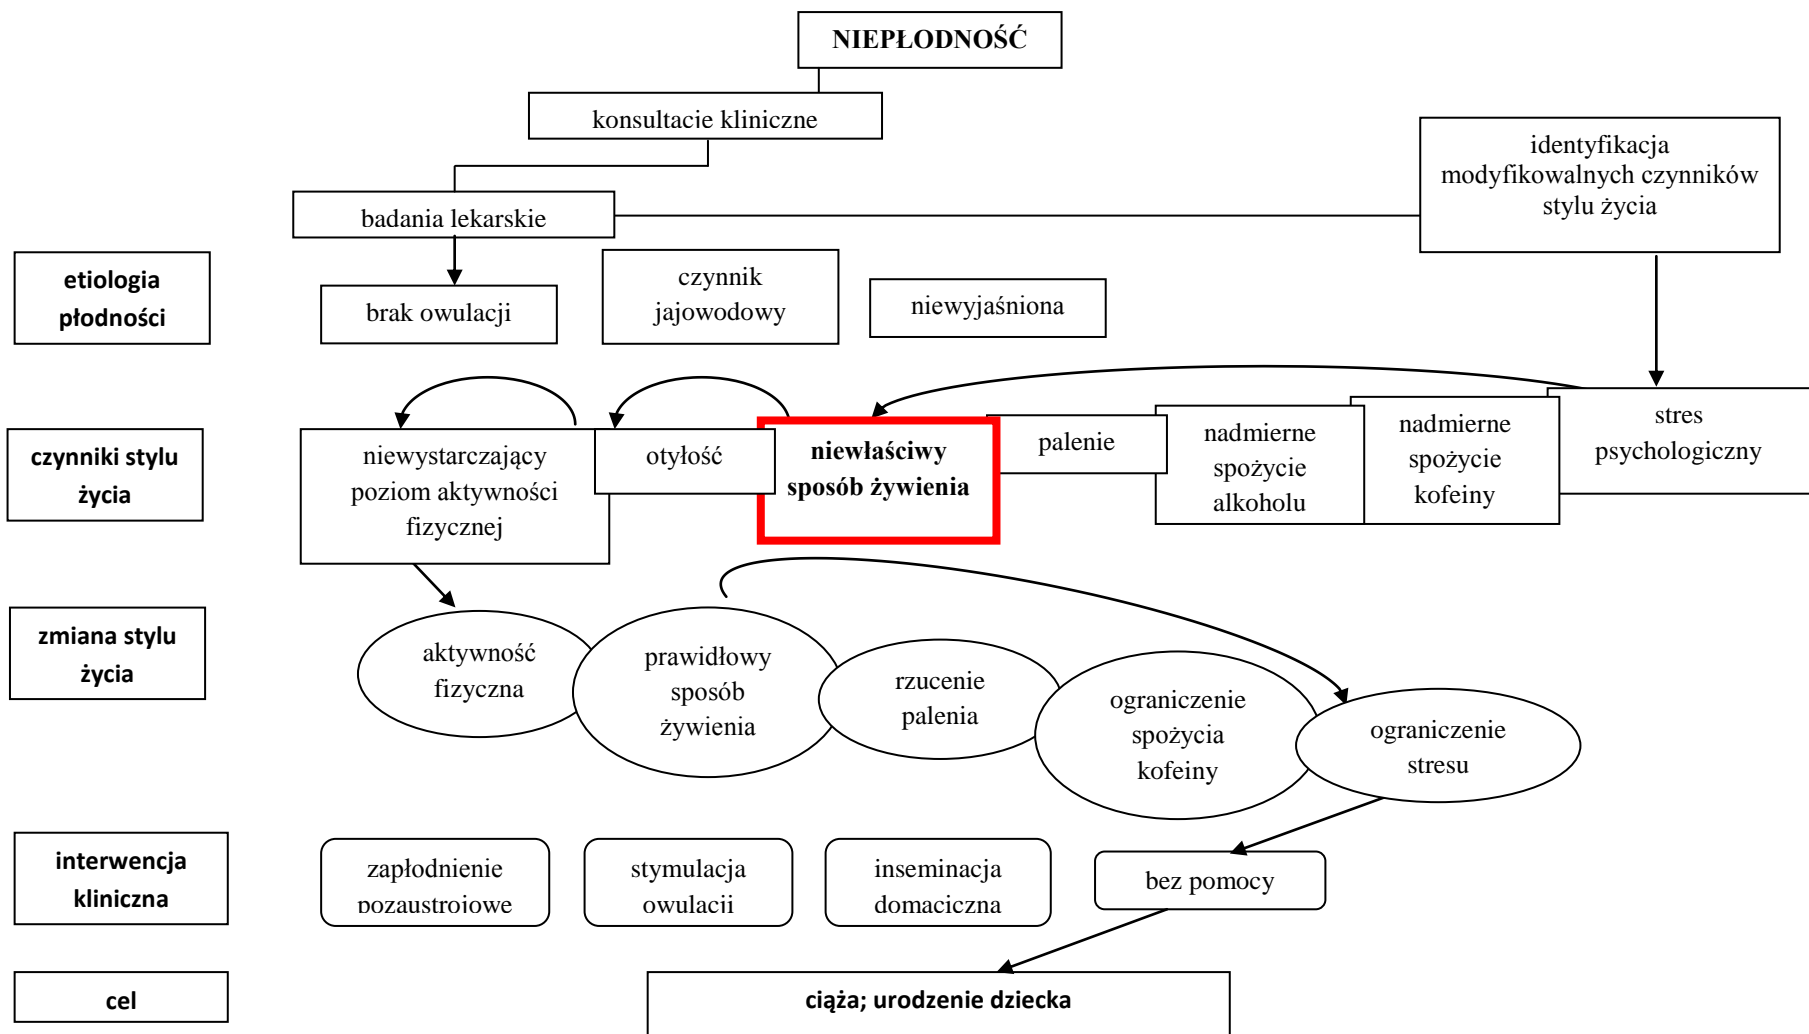 NIEPŁODNOŚĆ
konsultacje kliniczne
identyfikacja
modyfikowalnych czynników
stylu życia
badania lekarskie
etiologia
płodności
brak owulacji
czynnik
jajowodowy
niewyjaśniona
czynniki stylu
życia
niewystarczający
poziom aktywności
fizycznej
otyłość
niewłaściwy
sposób żywienia
palenie
nadmierne
spożycie
alkoholu
nadmierne
spożycie
kofeiny
stres
psychologiczny
zmiana stylu
życia
aktywność
fizyczna
prawidłowy
sposób
żywienia
rzucenie
palenia
ograniczenie
spożycia
kofeiny
ograniczenie
stresu
interwencja
kliniczna
zapłodnienie
pozaustrojowe
stymulacja
owulacji
inseminacja
domaciczna
bez pomocy
cel
ciąża; urodzenie dziecka